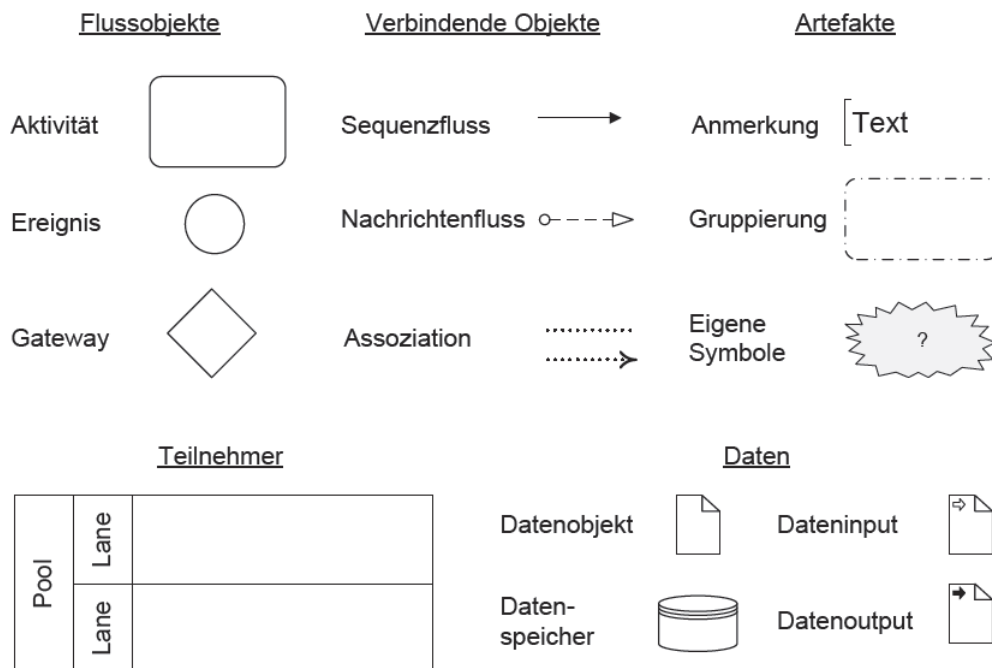 Flussobjekte
Aktivität
Ereignis
Gateway
Verbindende Objekte
Sequenzfluss
Nachrichtenfluss
Assoziation
Artefakte
Anmerkung
Text
Gruppierung
Eigene
Symbole
?
Teilnehmer
Pool
Lane
Lane
Daten
Datenobjekt
Dateninput
Daten-
speicher
Datenoutput